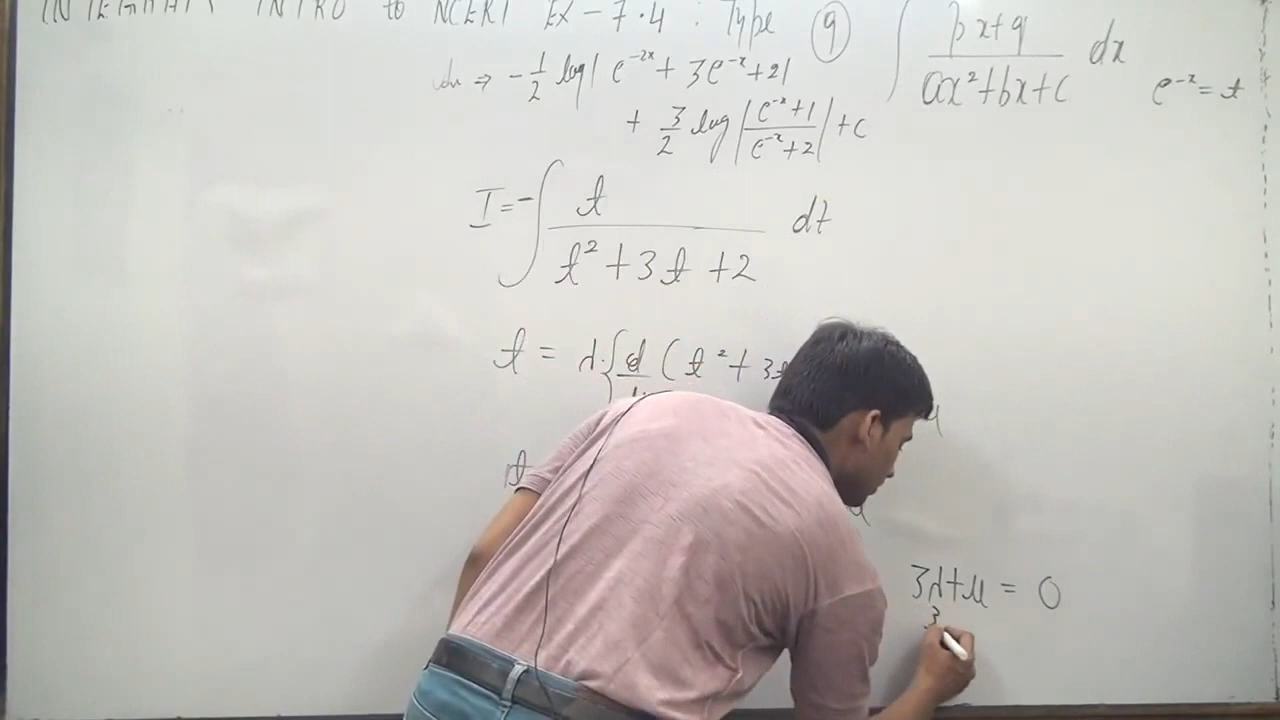 INTEGRALS INTRO to NCERT EX-7.4 : Type ⑨ ∫ (px+q)/(ax²+bx+c) dx
⇒ -1/2 log|e^{-2x} + 3e^{-x} + 2|
e^{-x} = t
+ 3/2 log|(e^{-x}+1)/(e^{-x}+2)| + c
I = -∫ t/(t²+3t+2) dt
t = λ{d/ (t² + 3t
t
3λ+μ = 0
3